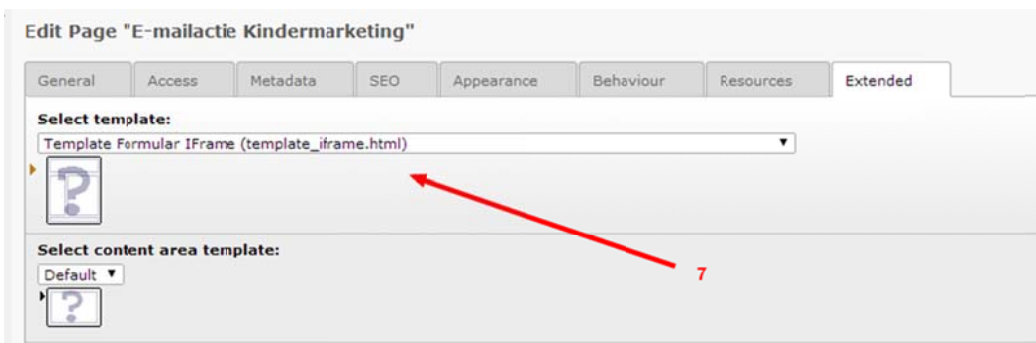 Edit Page "E-mailactie Kindermarketing"
General Access Metadata SEO Appearance Behaviour Resources Extended
Select template:
Template Formular IFrame (template_iframe.html)
Select content area template:
Default
7